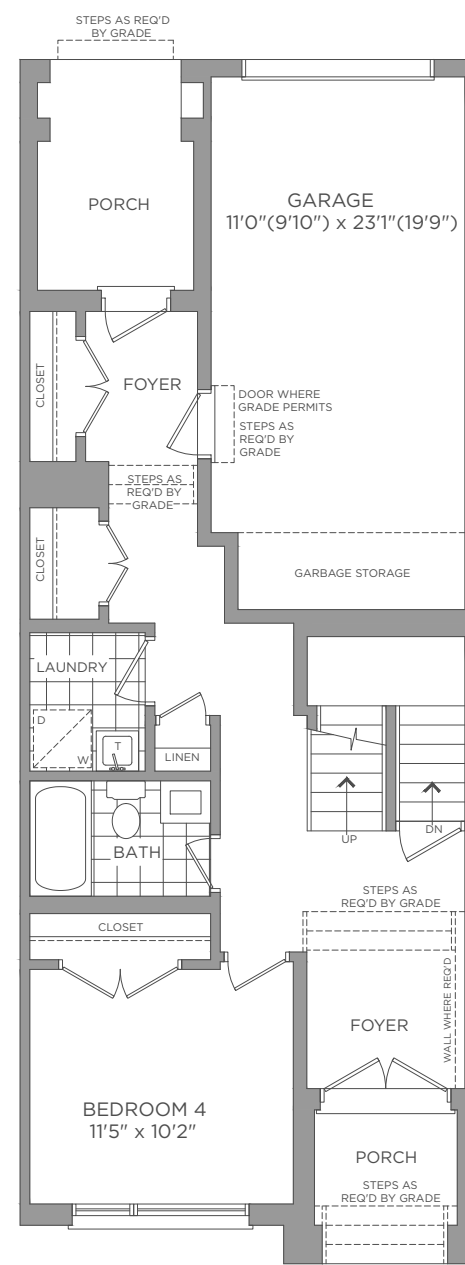 STEPS AS REQ'D
BY GRADE
PORCH
GARAGE
11'0"(9'10") x 23'1"(19'9")
CLOSET
FOYER
DOOR WHERE
GRADE PERMITS
STEPS AS
REQ'D BY
GRADE
STEPS AS
REQ'D BY
GRADE
CLOSET
GARBAGE STORAGE
LAUNDRY
D
W
T
LINEN
UP
DN
BATH
STEPS AS
REQ'D BY GRADE
CLOSET
WALL WHERE REQ'D
FOYER
BEDROOM 4
11'5" x 10'2"
PORCH
STEPS AS
REQ'D BY GRADE